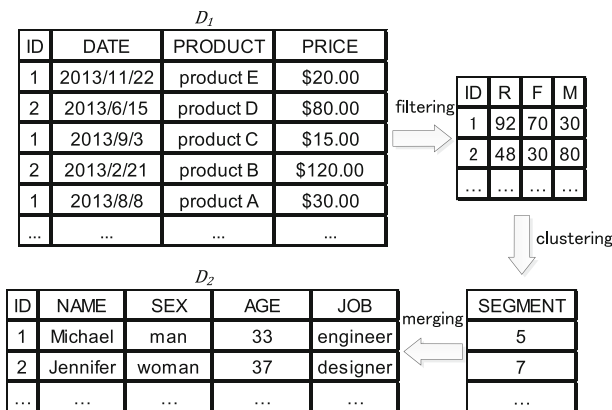 D1
ID DATE PRODUCT PRICE
1 2013/11/22 product E $20.00
2 2013/6/15 product D $80.00
1 2013/9/3 product C $15.00
2 2013/2/21 product B $120.00
1 2013/8/8 product A $30.00
... ... ... ...
filtering
ID R F M
1 92 70 30
2 48 30 80
... ... ... ...
clustering
SEGMENT
5
7
...
merging
D2
ID NAME SEX AGE JOB
1 Michael man 33 engineer
2 Jennifer woman 37 designer
... ... ... ... ...